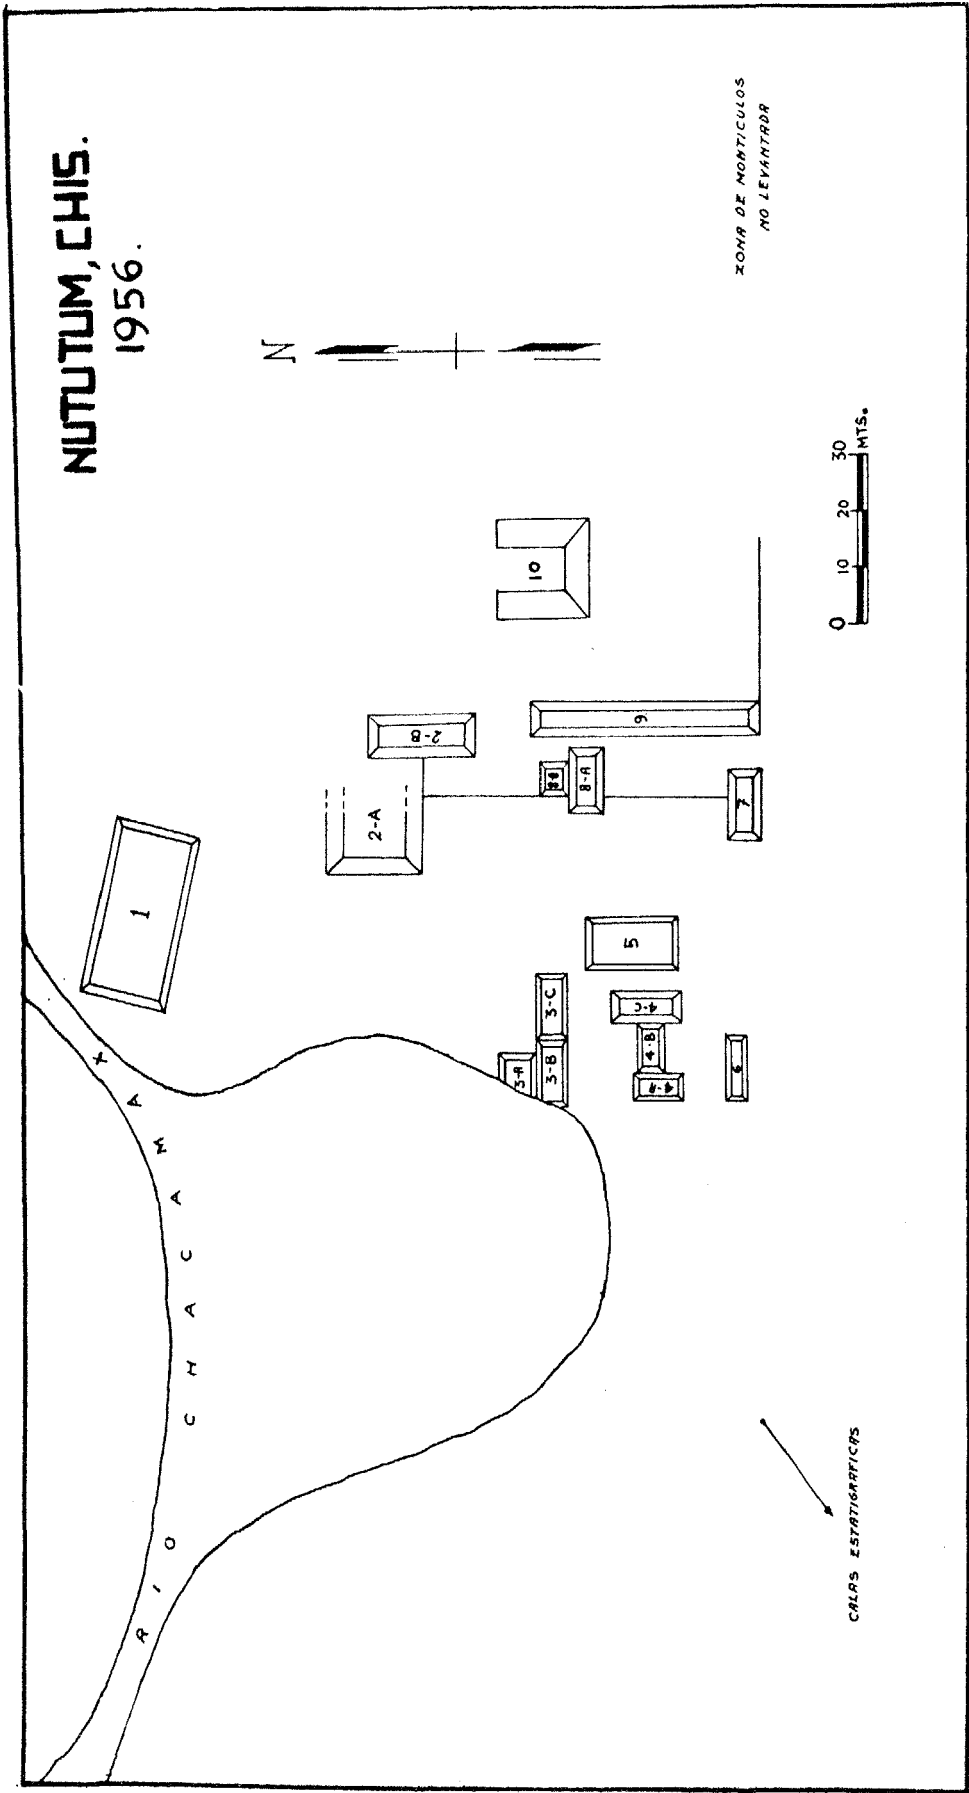 NUTUTUM, CHIS.
1956.
N
ZONA DE MONTICULOS
NO LEVANTADA
RIO CHACAMAX
1
2-A
2-B
3-A
3-B
3-C
4-A
4-B
4-C
5
6
7
8-A
8-B
9
10
0 10 20 30
MTS.
CALAS ESTATIGRAFICAS